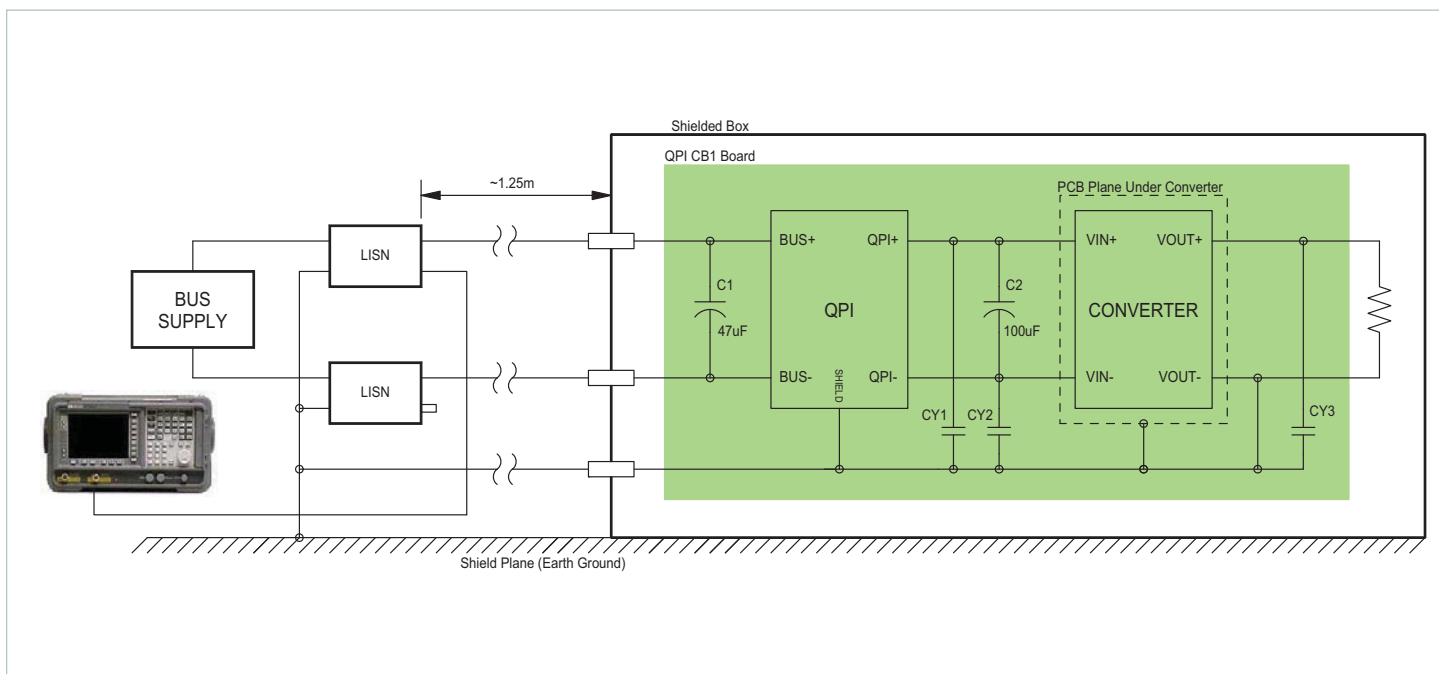 Shielded Box
QPI CB1 Board
~1.25m
PCB Plane Under Converter
LISN
BUS+
QPI+
VIN+
VOUT+
C1
C2
BUS
SUPPLY
QPI
CONVERTER
47uF
100uF
LISN
BUS-
SHIELD
QPI-
VIN-
VOUT-
CY1
CY2
CY3
Shield Plane (Earth Ground)